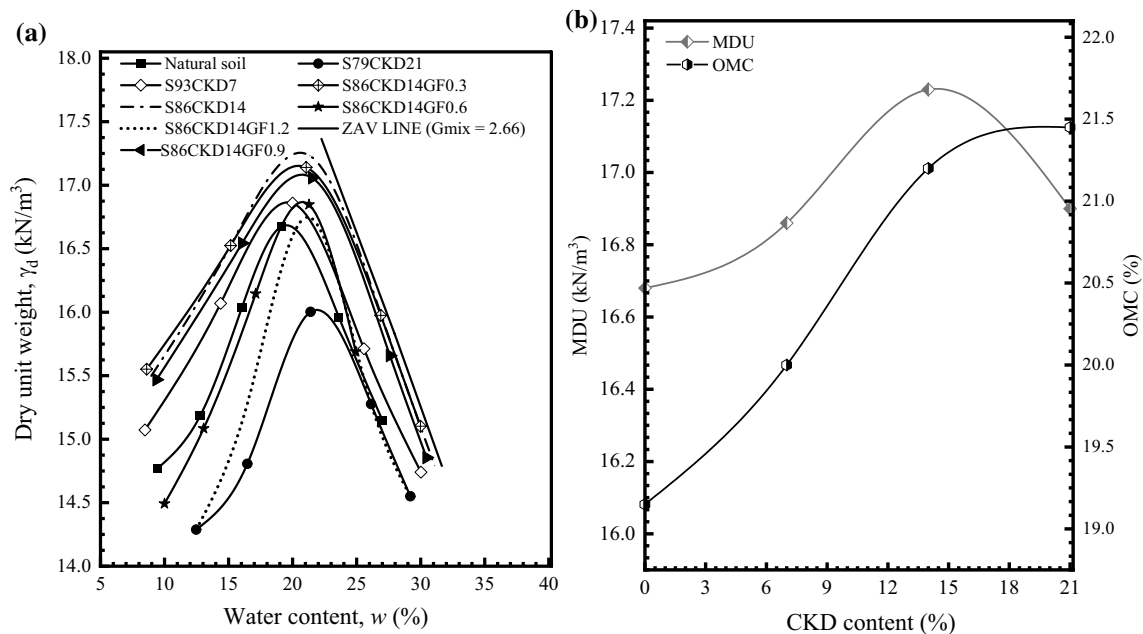 (a)
18.0
17.5
17.0
16.5
16.0
15.5
15.0
14.5
14.0
Dry unit weight, γd (kN/m³)
Natural soil
S93CKD7
S86CKD14
S86CKD14GF1.2
S86CKD14GF0.9
S79CKD21
S86CKD14GF0.3
S86CKD14GF0.6
ZAV LINE (Gmix = 2.66)
5 10 15 20 25 30 35 40
Water content, w (%)
(b)
17.4
17.2
17.0
16.8
16.6
16.4
16.2
16.0
MDU (kN/m³)
MDU
OMC
22.0
21.5
21.0
20.5
20.0
19.5
19.0
OMC (%)
0 3 6 9 12 15 18 21
CKD content (%)